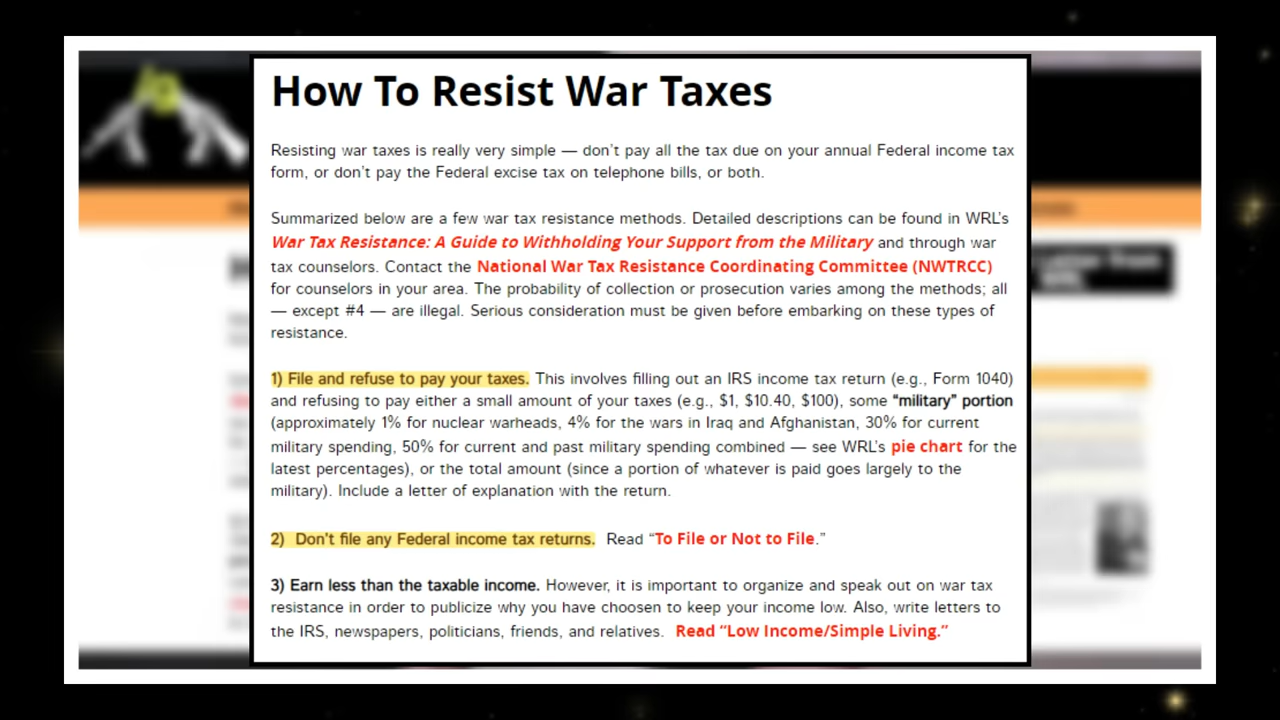 How To Resist War Taxes
Resisting war taxes is really very simple — don't pay all the tax due on your annual Federal income tax
form, or don't pay the Federal excise tax on telephone bills, or both.
Summarized below are a few war tax resistance methods. Detailed descriptions can be found in WRL's
War Tax Resistance: A Guide to Withholding Your Support from the Military and through war
tax counselors. Contact the National War Tax Resistance Coordinating Committee (NWTRCC)
for counselors in your area. The probability of collection or prosecution varies among the methods; all
— except #4 — are illegal. Serious consideration must be given before embarking on these types of
resistance.
1) File and refuse to pay your taxes. This involves filling out an IRS income tax return (e.g., Form 1040)
and refusing to pay either a small amount of your taxes (e.g., $1, $10.40, $100), some "military" portion
(approximately 1% for nuclear warheads, 4% for the wars in Iraq and Afghanistan, 30% for current
military spending, 50% for current and past military spending combined — see WRL's pie chart for the
latest percentages), or the total amount (since a portion of whatever is paid goes largely to the
military). Include a letter of explanation with the return.
2) Don't file any Federal income tax returns. Read "To File or Not to File."
3) Earn less than the taxable income. However, it is important to organize and speak out on war tax
resistance in order to publicize why you have choosen to keep your income low. Also, write letters to
the IRS, newspapers, politicians, friends, and relatives. Read "Low Income/Simple Living."